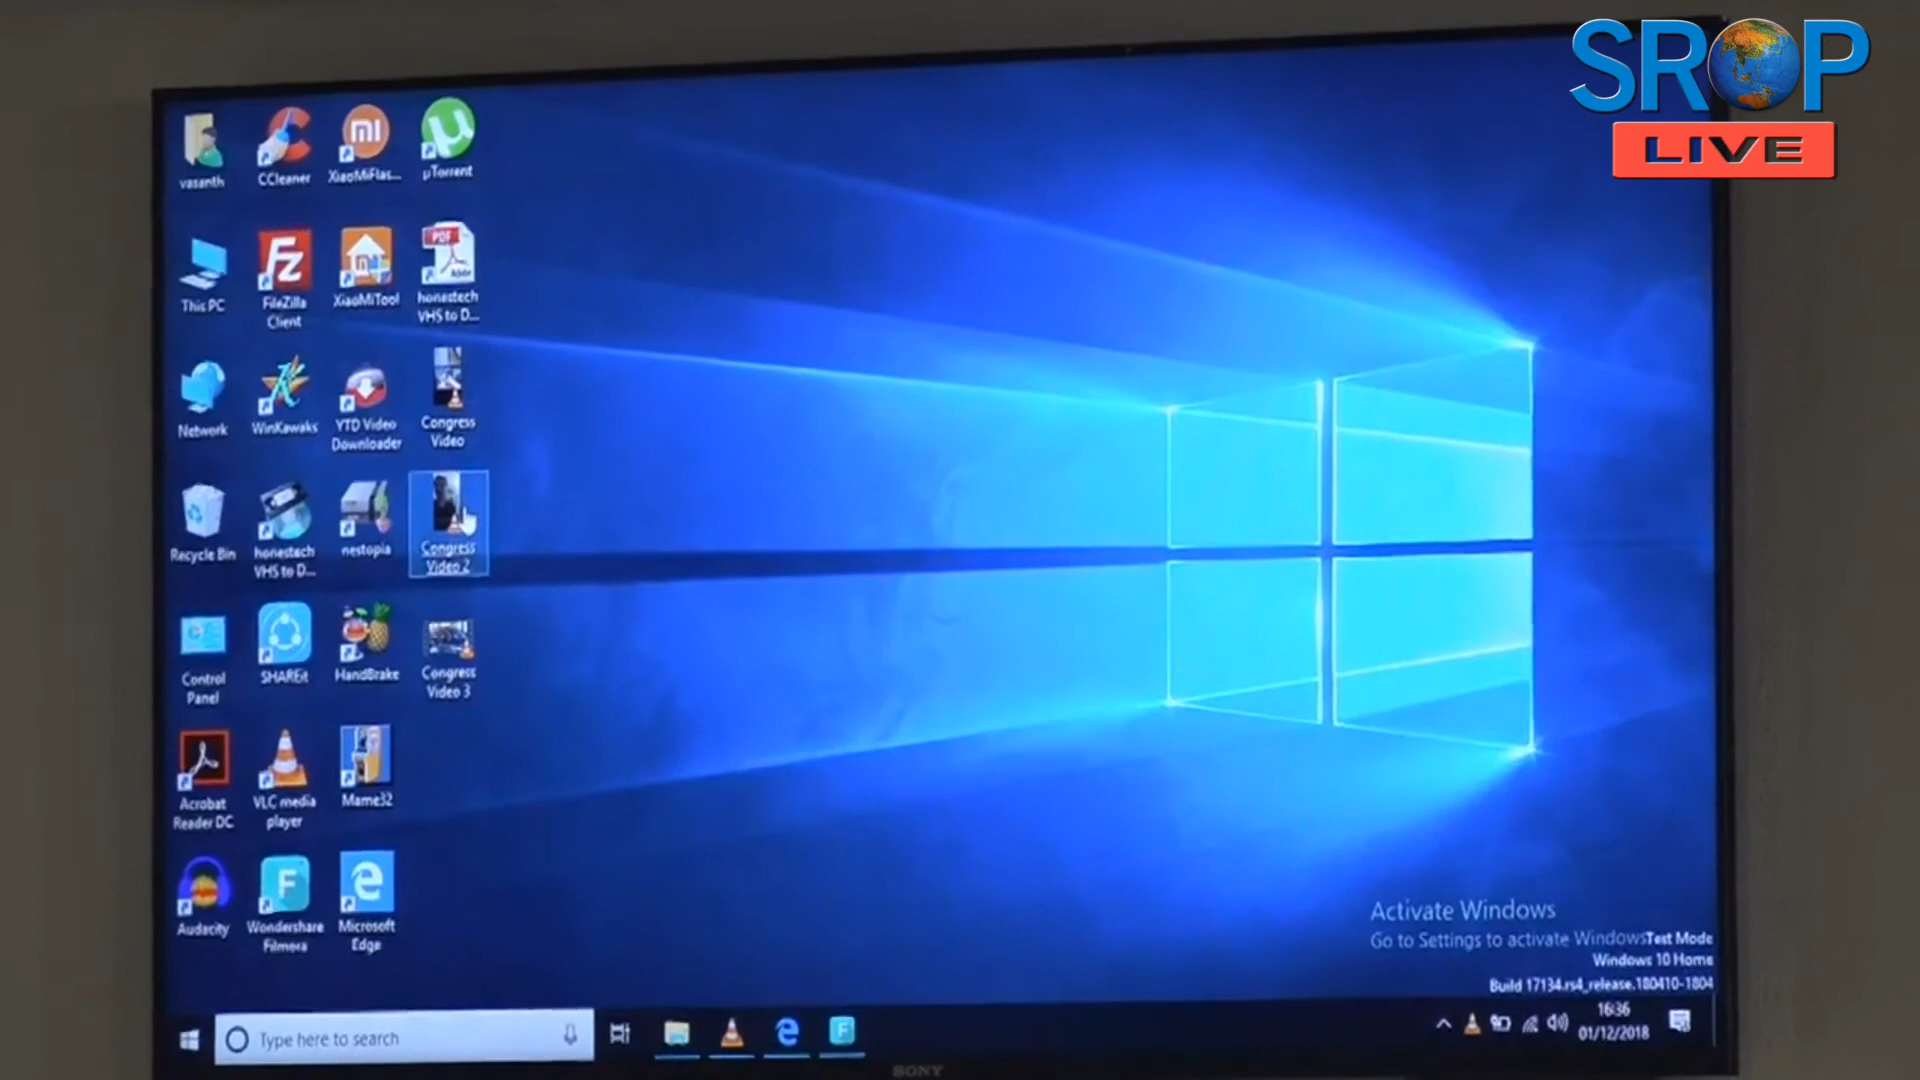 SROP
LIVE
vasanth
CCleaner
XiaoMiFlas...
µTorrent
This PC
FileZilla
Client
XiaoMiTool
honestech
VHS to D...
Network
WinKawaks
YTD Video
Downloader
Congress
Video
Recycle Bin
honestech
VHS to D...
nestopia
Congress
Video 2
Control
Panel
SHAREit
HandBrake
Congress
Video 3
Acrobat
Reader DC
VLC media
player
Mame32
Audacity
Wondershare
Filmora
Microsoft
Edge
Activate Windows
Go to Settings to activate Windows
Test Mode
Windows 10 Home
Build 17134.rs4_release.180410-1804
Type here to search
16:36
01/12/2018
SONY